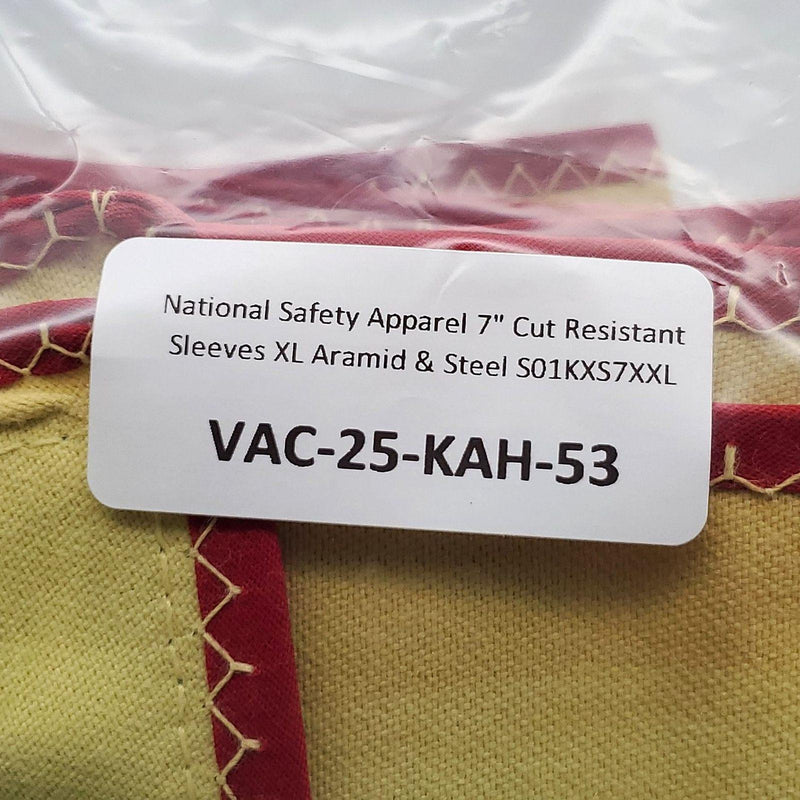 National Safety Apparel 7" Cut Resistant
Sleeves XL Aramid & Steel S01KXS7XXL
VAC-25-KAH-53